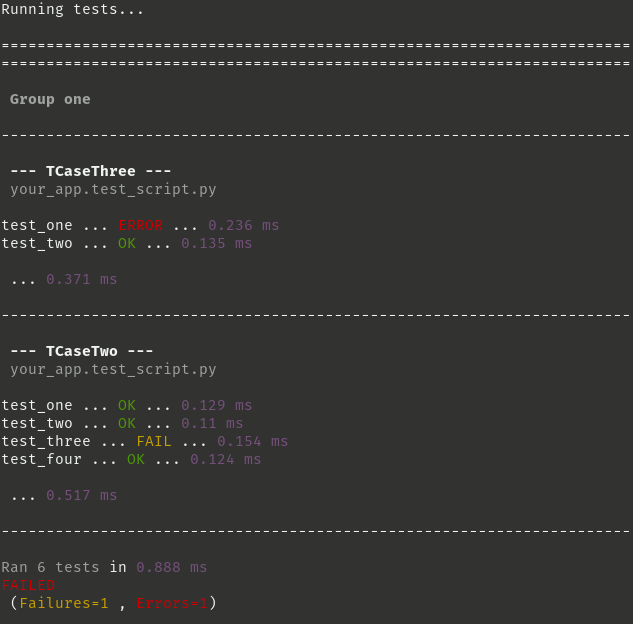 Running tests...
======================================================================
======================================================================
Group one
----------------------------------------------------------------------
--- TCaseThree ---
your_app.test_script.py
test_one ... ERROR ... 0.236 ms
test_two ... OK ... 0.135 ms
... 0.371 ms
----------------------------------------------------------------------
--- TCaseTwo ---
your_app.test_script.py
test_one ... OK ... 0.129 ms
test_two ... OK ... 0.11 ms
test_three ... FAIL ... 0.154 ms
test_four ... OK ... 0.124 ms
... 0.517 ms
----------------------------------------------------------------------
Ran 6 tests in 0.888 ms
FAILED
(Failures=1 , Errors=1)